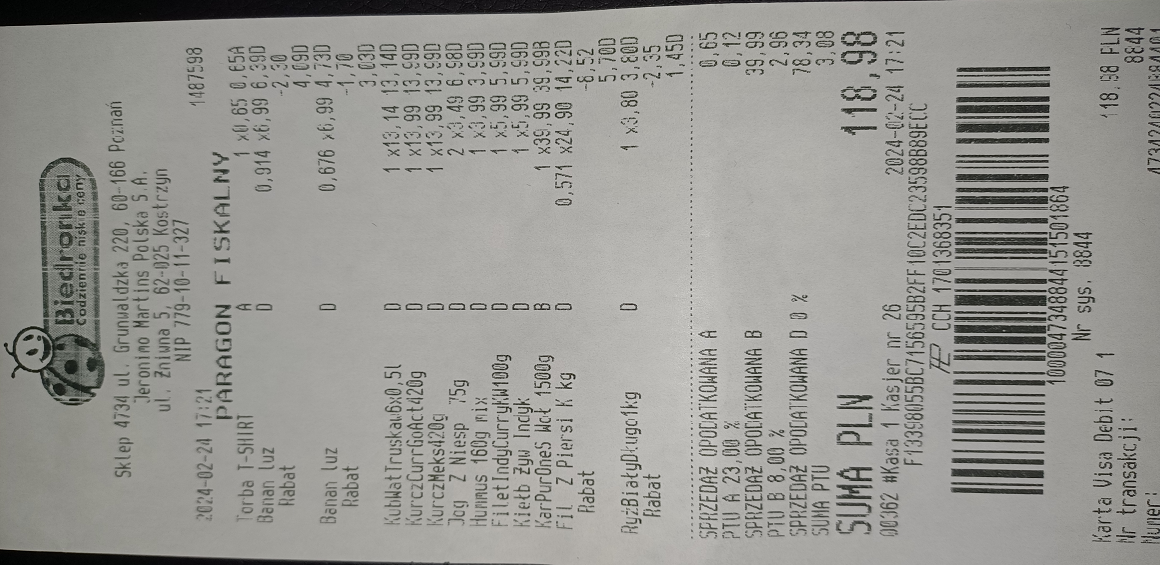 Biedronka
Codziennie niskie ceny
Sklep 4734 ul. Grunwaldzka 220, 60-166 Poznań
Jeronimo Martins Polska S.A.
ul. Żniwna 5, 62-025 Kostrzyn
NIP 779-10-11-327
2024-02-24 17:21 1487598
PARAGON FISKALNY
Torba T-SHIRT A 1 x0,65 0,65A
Banan luz D 0,914 x6,99 6,39D
Rabat -2,30
4,09D
Banan luz D 0,676 x6,99 4,73D
Rabat -1,70
3,03D
KubWatTruskaw6x0,5l D 1 x13,14 13,14D
KurczCurrGoAct420g D 1 x13,99 13,99D
KurczMeks420g D 1 x13,99 13,99D
Jog Z Niesp 75g D 2 x3,49 6,98D
Hummus 160g mix D 1 x3,99 3,99D
FiletIndyCurryKW100g D 1 x5,99 5,99D
Kiełb Żyw Indyk D 1 x5,99 5,99D
KarPurOneS Woł 1500g B 1 x39,99 39,99B
Fil Z Piersi K kg D 0,571 x24,90 14,22D
Rabat -8,52
5,70D
RyżBiałyDługo1kg D 1 x3,80 3,80D
Rabat -2,35
1,45D
SPRZEDAŻ OPODATKOWANA A 0,65
PTU A 23,00 % 0,12
SPRZEDAŻ OPODATKOWANA B 39,99
PTU B 8,00 % 2,96
SPRZEDAŻ OPODATKOWANA D 0 % 78,34
SUMA PTU 3,08
SUMA PLN 118,98
00362 #Kasa 1 Kasjer nr 26 2024-02-24 17:21
CCH 1701368351
1000047348844151501864
Nr sys. 8844
Karta Visa Debit 07 1 118,98 PLN
Nr transakcji: 8844
Numer: